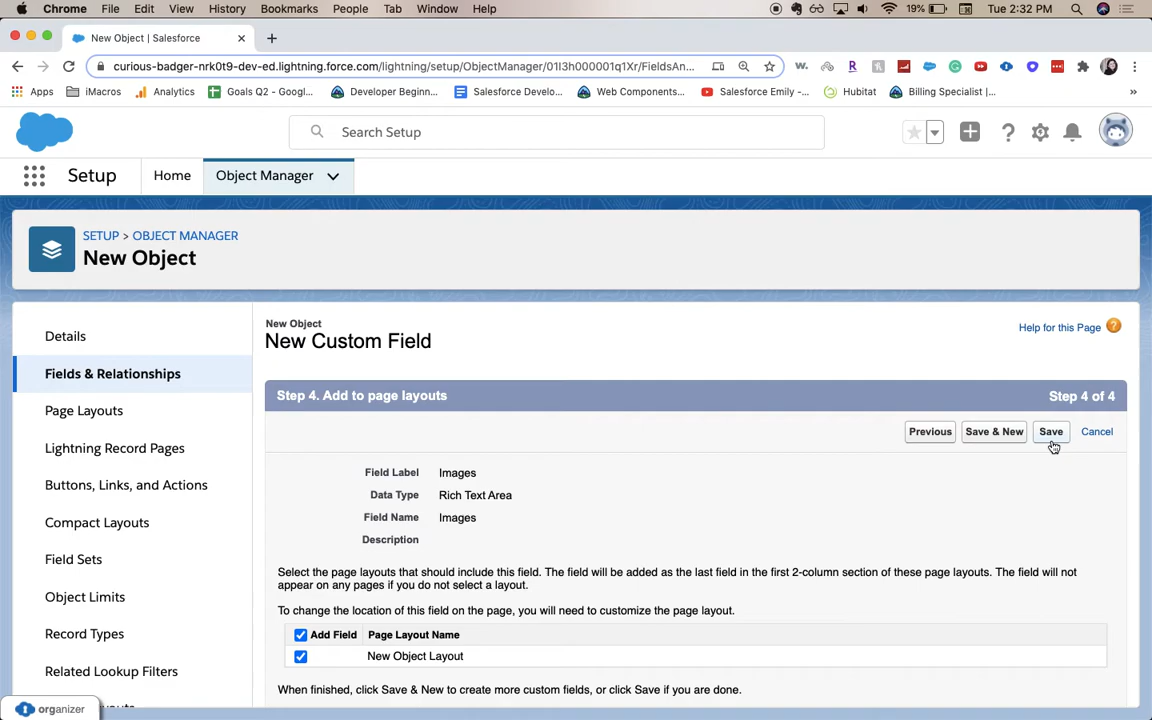 Chrome File Edit View History Bookmarks People Tab Window Help 19% Tue 2:32 PM
New Object | Salesforce
curious-badger-nrk0t9-dev-ed.lightning.force.com/lightning/setup/ObjectManager/01I3h000001q1Xr/FieldsAn...
Apps iMacros Analytics Goals Q2 - Googl... Developer Beginn... Salesforce Develo... Web Components... Salesforce Emily -... Hubitat Billing Specialist |... »
Search Setup
Setup Home Object Manager
SETUP > OBJECT MANAGER
New Object
Details
Fields & Relationships
Page Layouts
Lightning Record Pages
Buttons, Links, and Actions
Compact Layouts
Field Sets
Object Limits
Record Types
Related Lookup Filters
organizer
New Object
New Custom Field
Help for this Page ?
Step 4. Add to page layouts Step 4 of 4
Previous Save & New Save Cancel
Field Label Images
Data Type Rich Text Area
Field Name Images
Description
Select the page layouts that should include this field. The field will be added as the last field in the first 2-column section of these page layouts. The field will not
appear on any pages if you do not select a layout.
To change the location of this field on the page, you will need to customize the page layout.
Add Field Page Layout Name
New Object Layout
When finished, click Save & New to create more custom fields, or click Save if you are done.